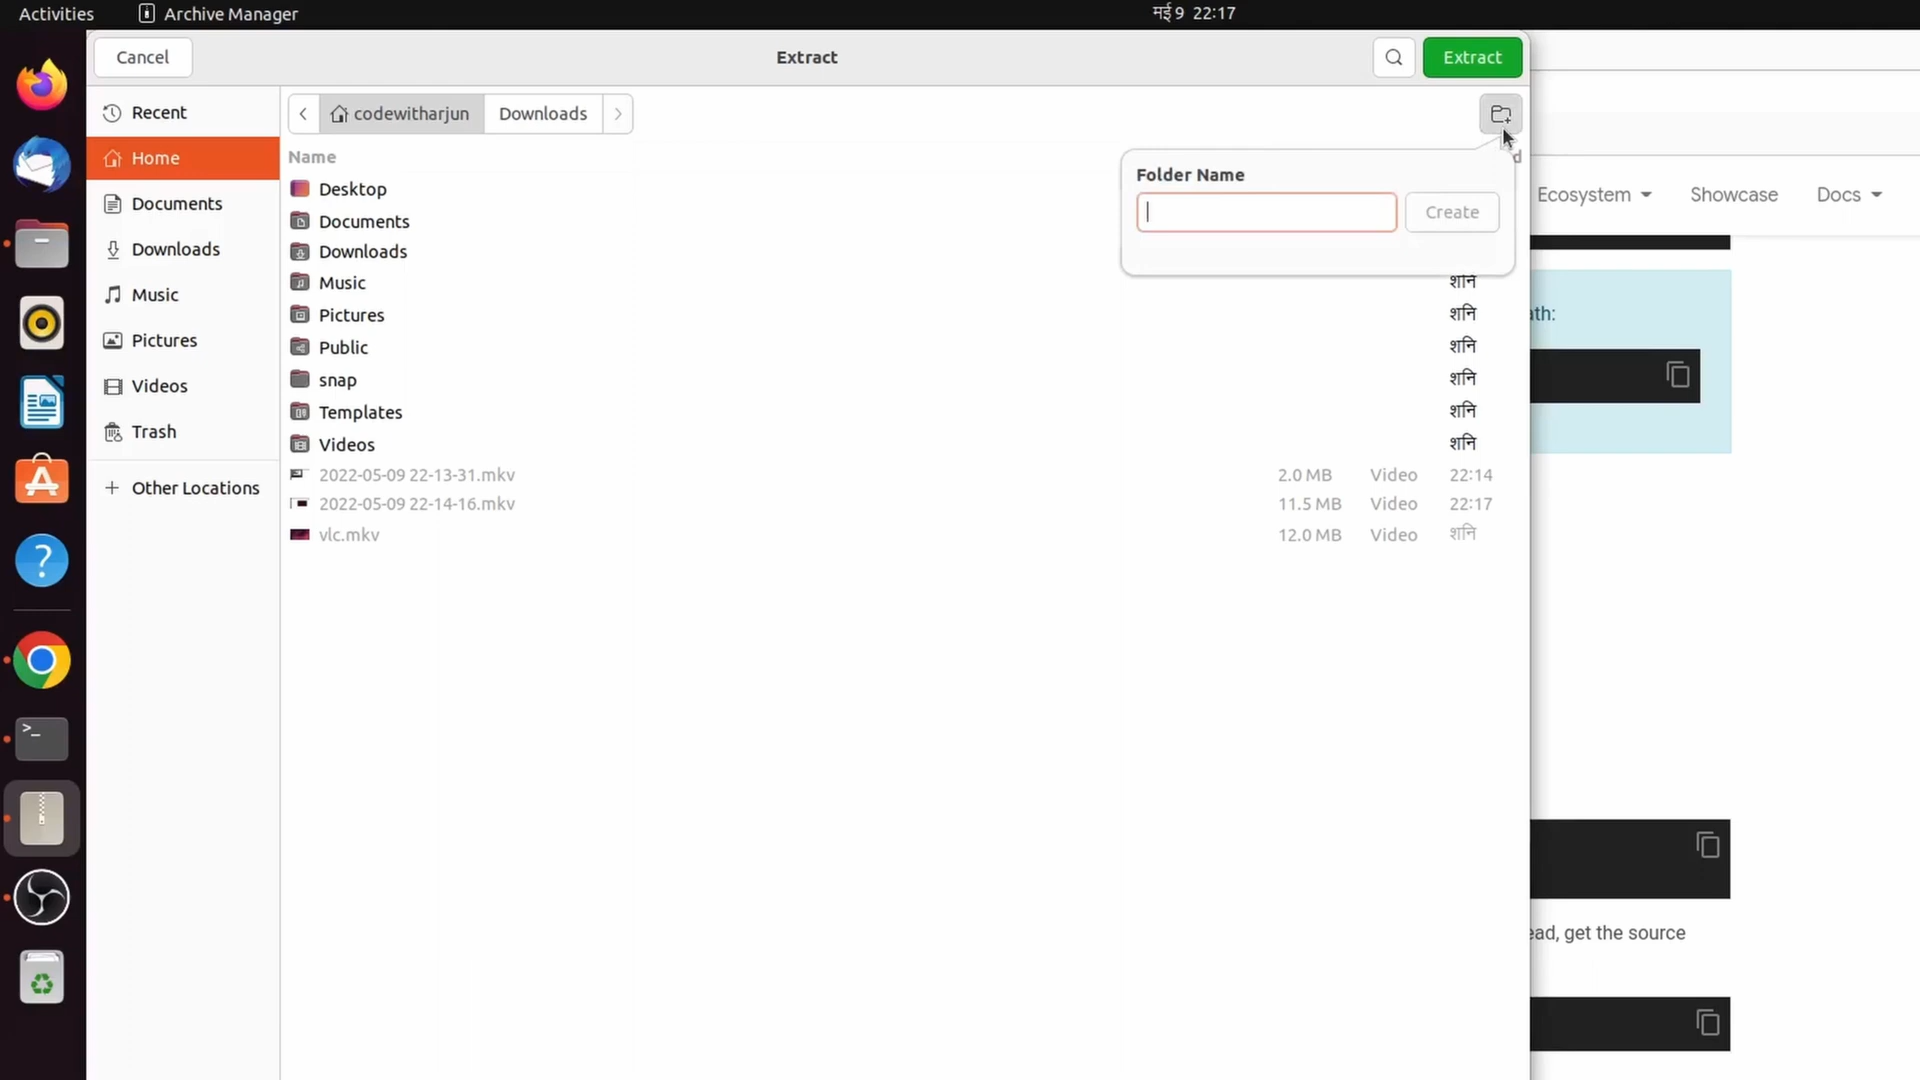 Activities Archive Manager मई 9 22:17
Cancel Extract Extract
codewitharjun Downloads
Recent
Home
Documents
Downloads
Music
Pictures
Videos
Trash
Other Locations
Name
Folder Name
Create
Desktop
Documents
Downloads
Music शनि
Pictures शनि
Public शनि
snap शनि
Templates शनि
Videos शनि
2022-05-09 22-13-31.mkv 2.0 MB Video 22:14
2022-05-09 22-14-16.mkv 11.5 MB Video 22:17
vlc.mkv 12.0 MB Video शनि
Ecosystem Showcase Docs
ath:
ead, get the source